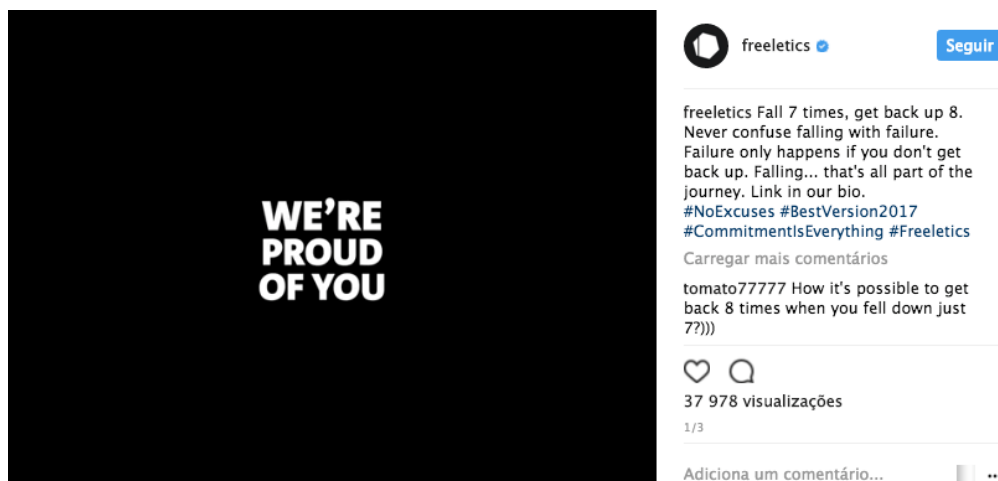 WE'RE
PROUD
OF YOU
freeletics
Seguir
freeletics Fall 7 times, get back up 8.
Never confuse falling with failure.
Failure only happens if you don't get
back up. Falling... that's all part of the
journey. Link in our bio.
#NoExcuses #BestVersion2017
#CommitmentIsEverything #Freeletics
Carregar mais comentários
tomato77777 How it's possible to get
back 8 times when you fell down just
7?)))
37 978 visualizações
1/3
Adiciona um comentário...